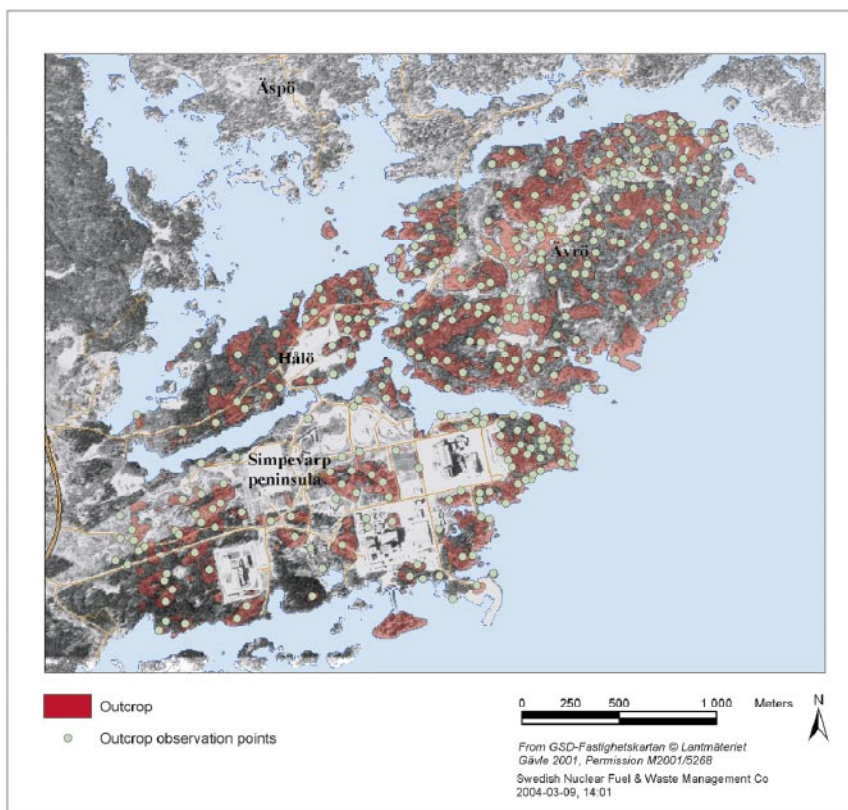 Äspö
Ävrö
Hålö
Simpevarp
peninsula
Outcrop
Outcrop observation points
0 250 500 1 000 Meters
N
From GSD-Fastighetskartan © Lantmäteriet
Gävle 2001, Permission M2001/5268
Swedish Nuclear Fuel & Waste Management Co
2004-03-09, 14:01